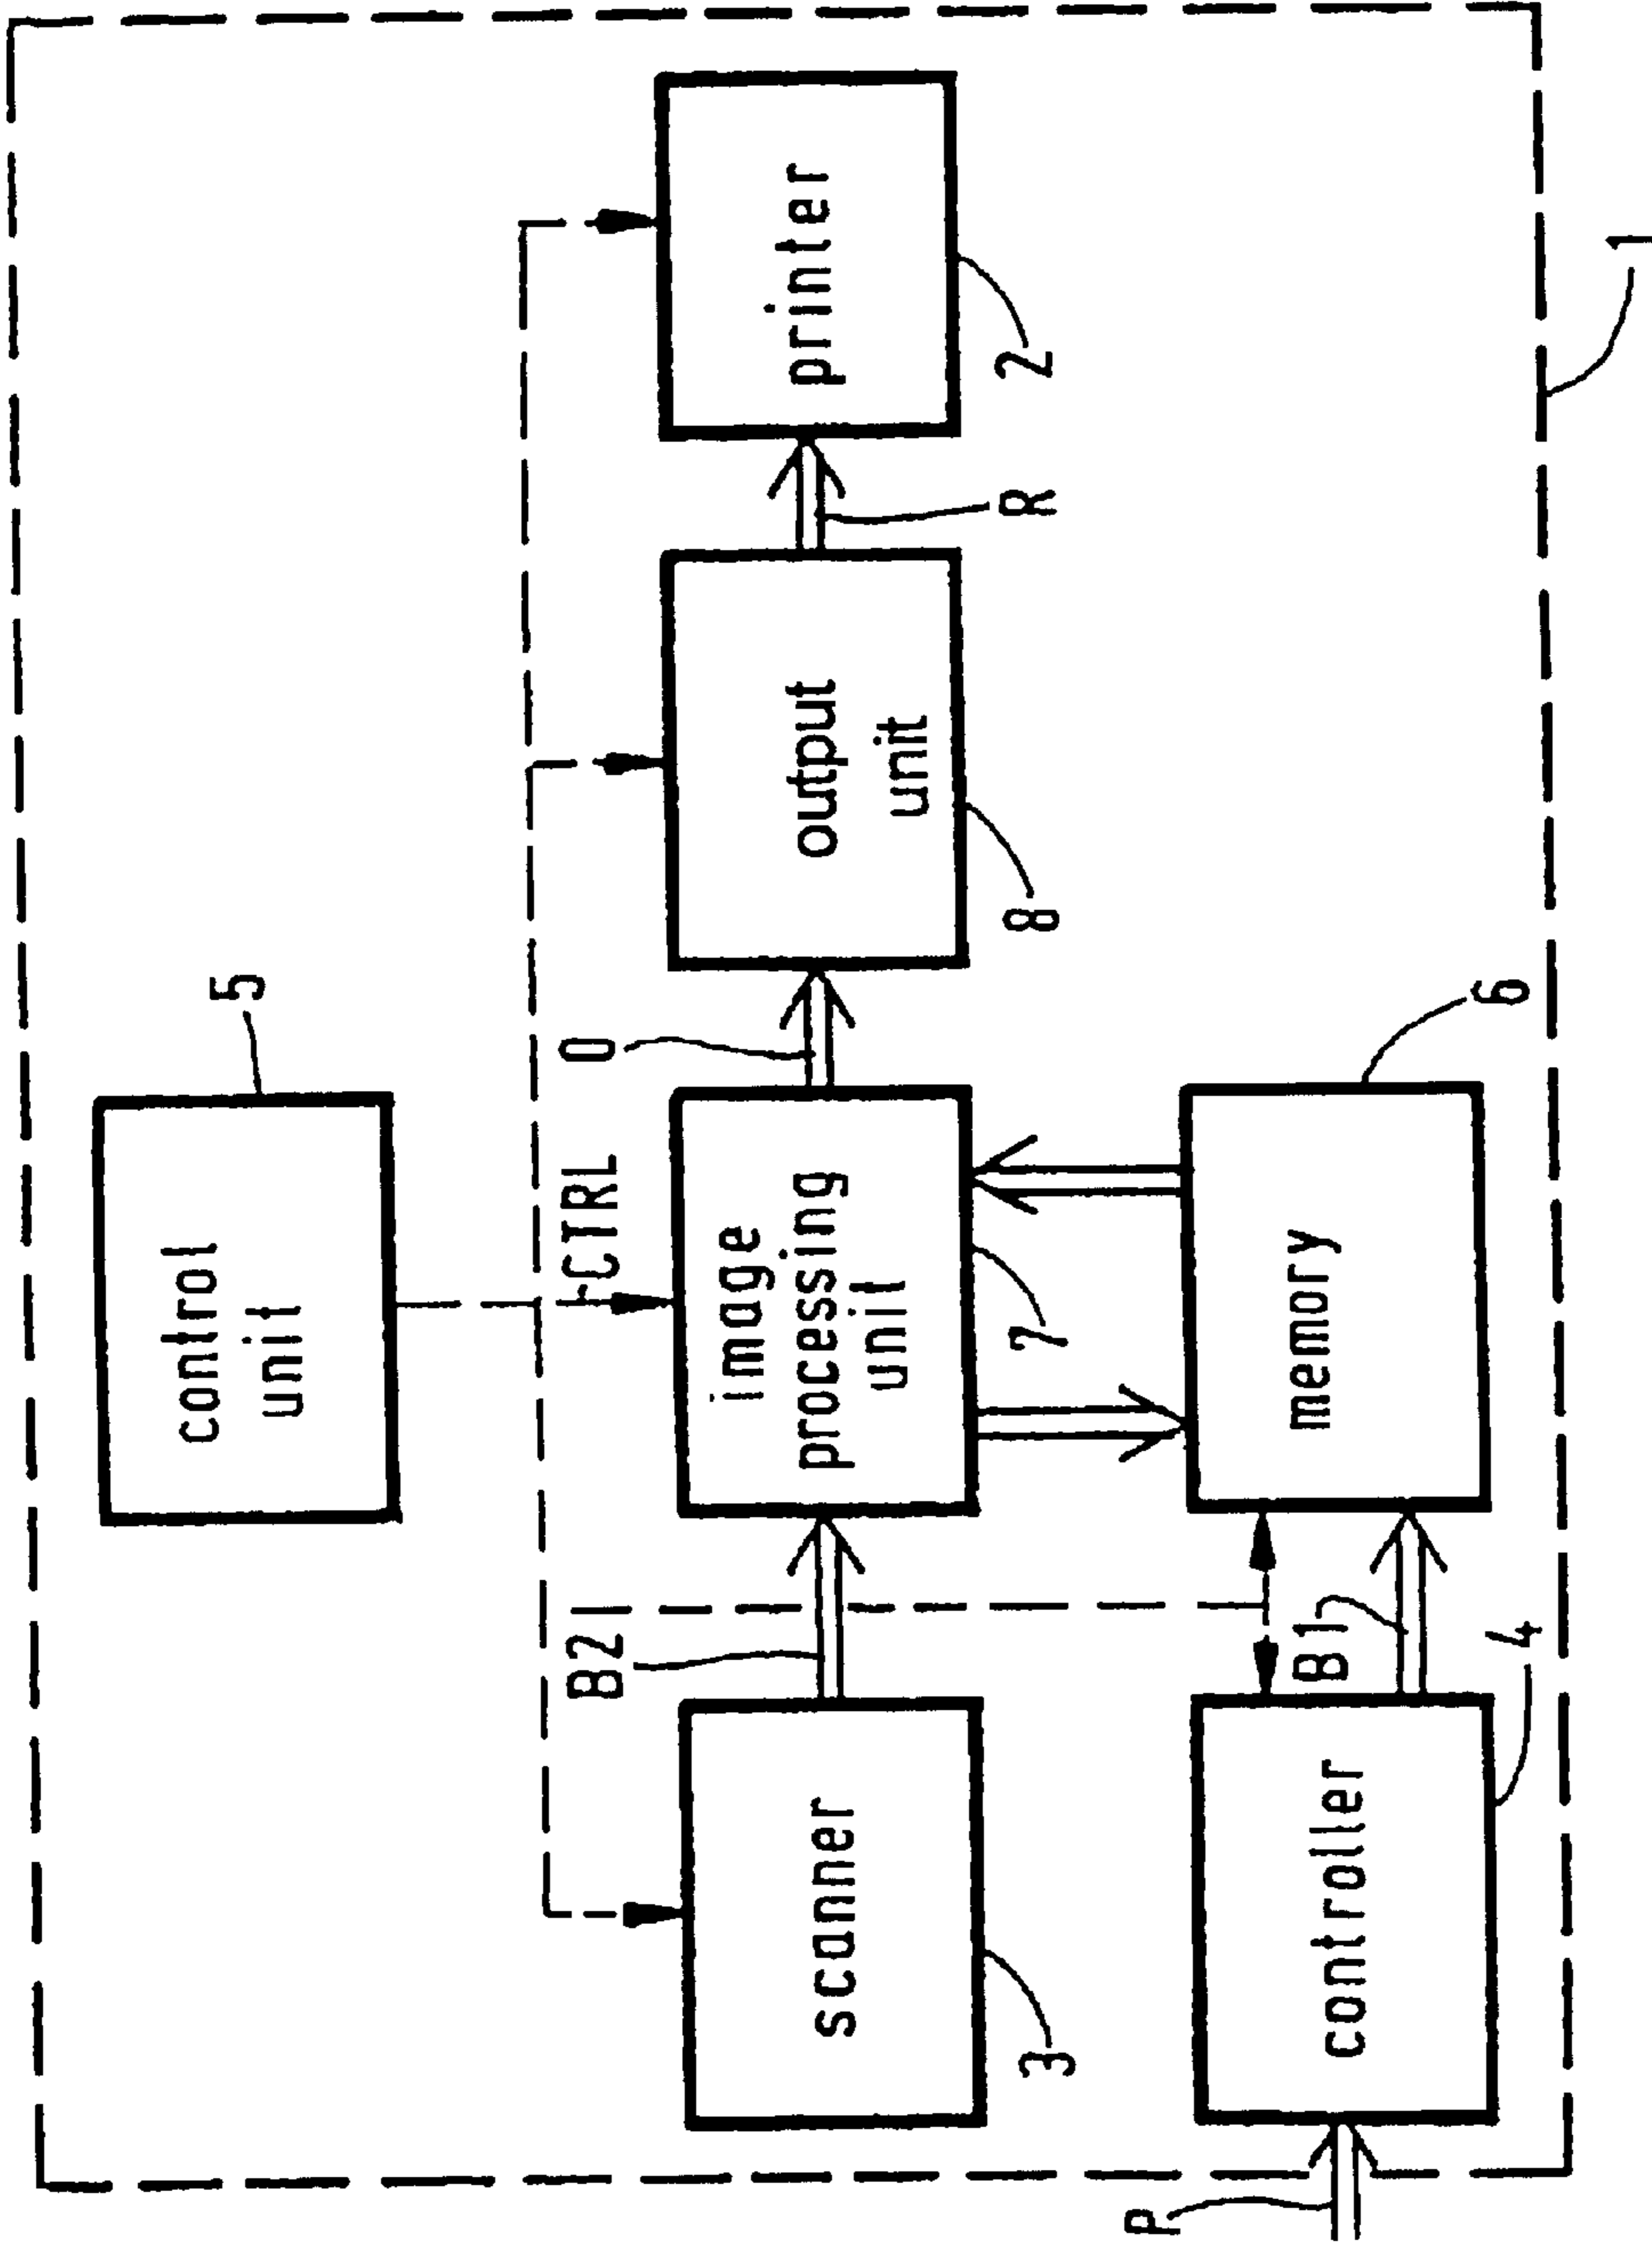 control
unit
5
CTRL
B2
O
scanner
3
image
processing
unit
7
output
unit
8
R
printer
2
P
controller
4
B1
memory
6
1